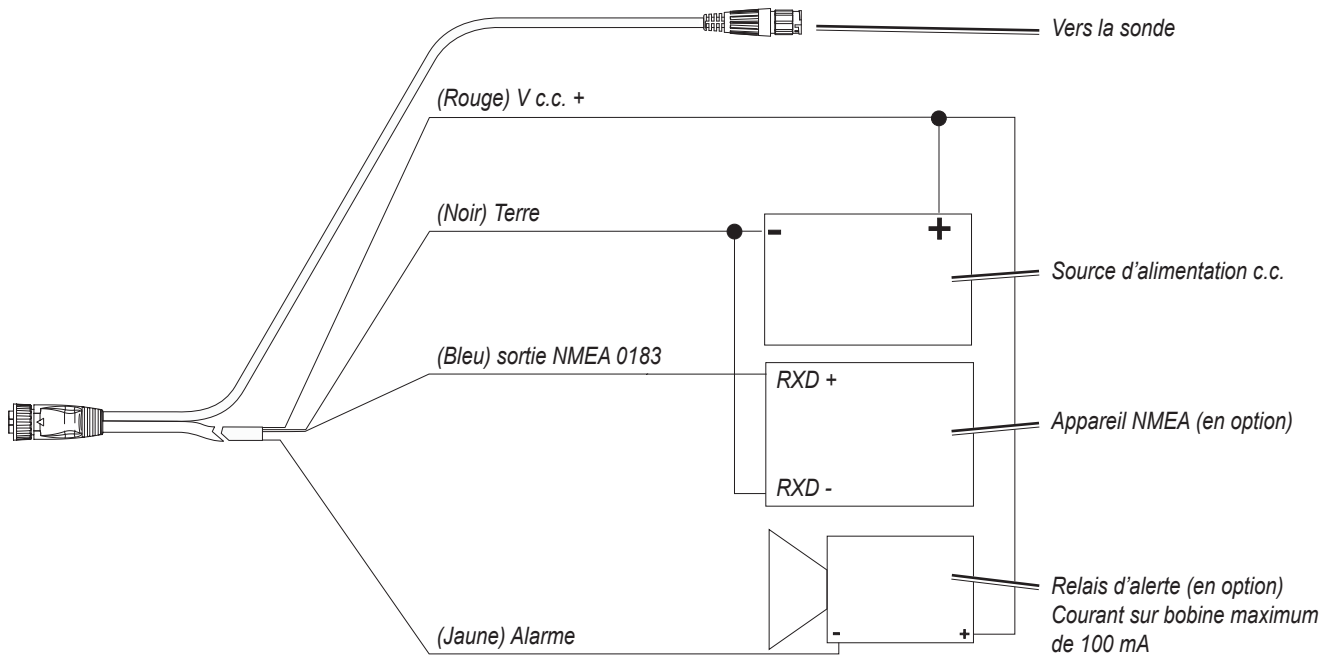 Vers la sonde
(Rouge) V c.c. +
(Noir) Terre
- +
Source d'alimentation c.c.
(Bleu) sortie NMEA 0183
RXD +
Appareil NMEA (en option)
RXD -
Relais d'alerte (en option)
Courant sur bobine maximum
de 100 mA
- +
(Jaune) Alarme